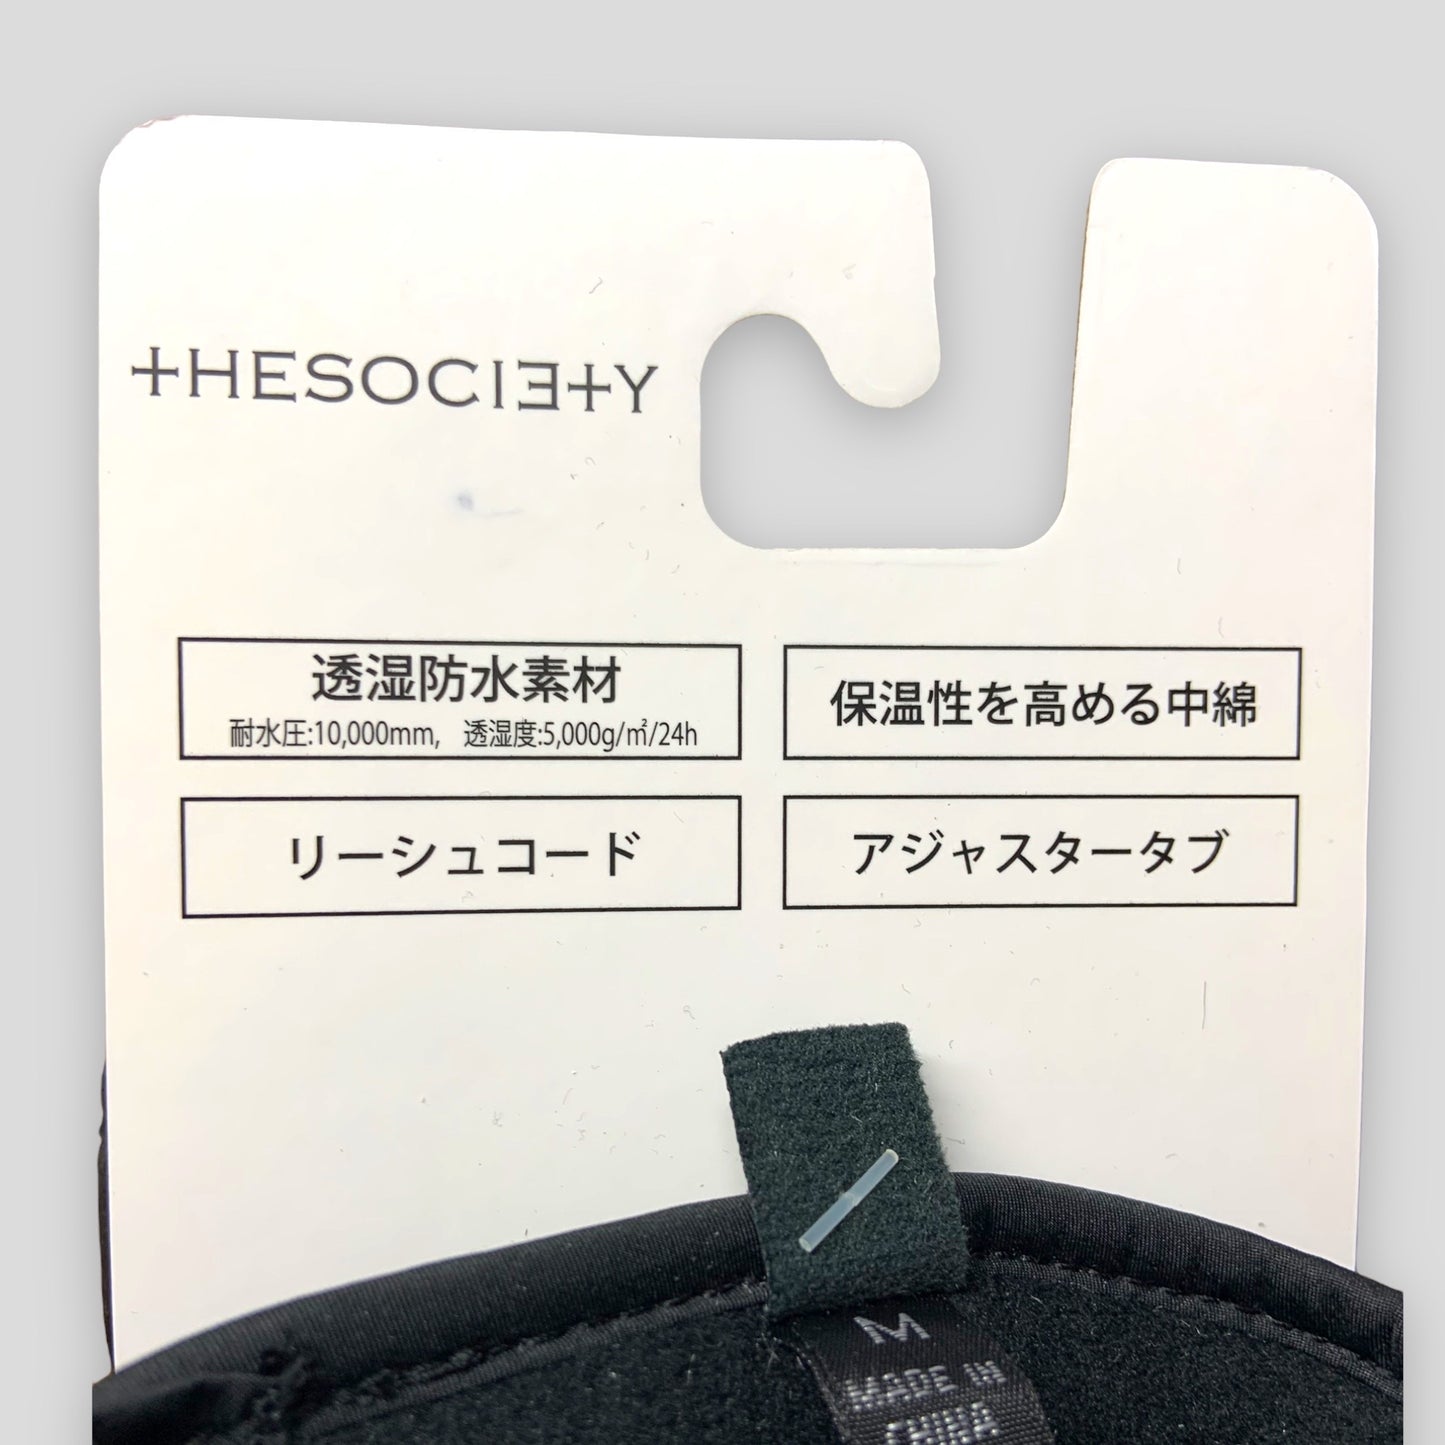 THESOCIETY
透湿防水素材
耐水圧:10,000mm, 透湿度:5,000g/㎡/24h
保温性を高める中綿
リーシュコード
アジャスタータブ
M
MADE IN
CHINA